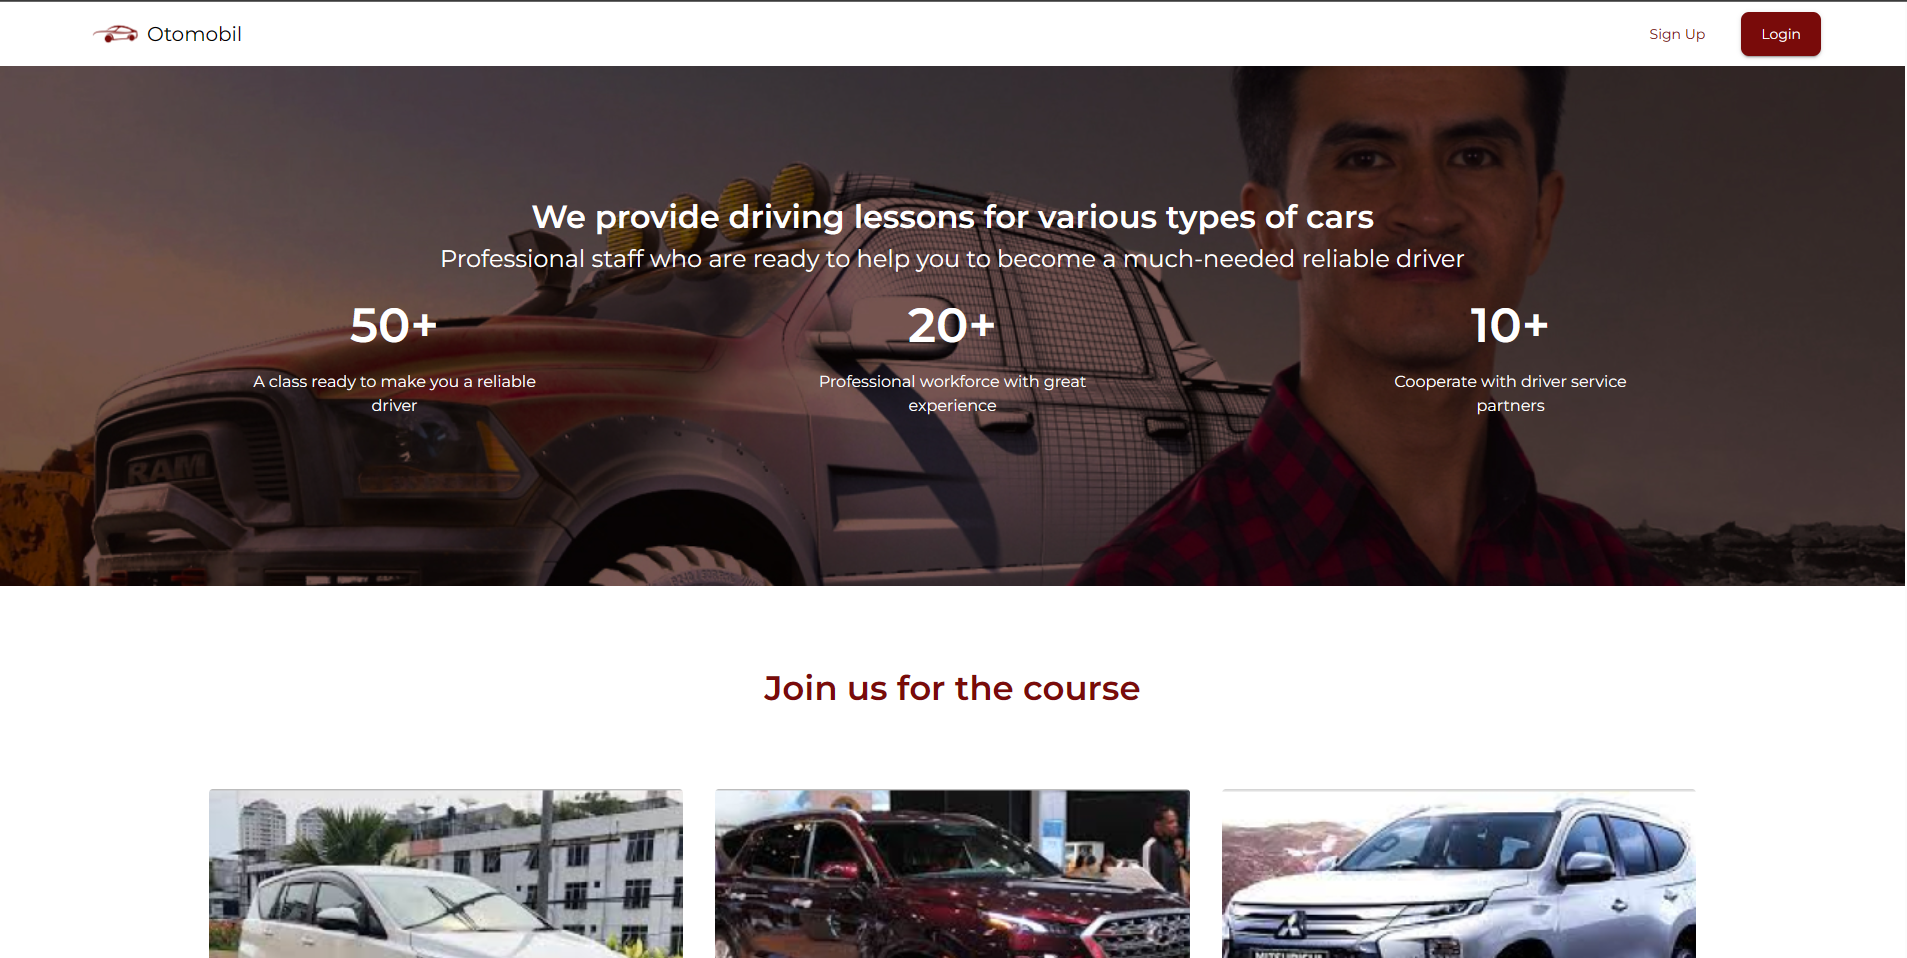 Otomobil
Sign Up
Login
We provide driving lessons for various types of cars
Professional staff who are ready to help you to become a much-needed reliable driver
50+
A class ready to make you a reliable
driver
20+
Professional workforce with great
experience
10+
Cooperate with driver service
partners
RAM
Join us for the course
MITSUBISHI